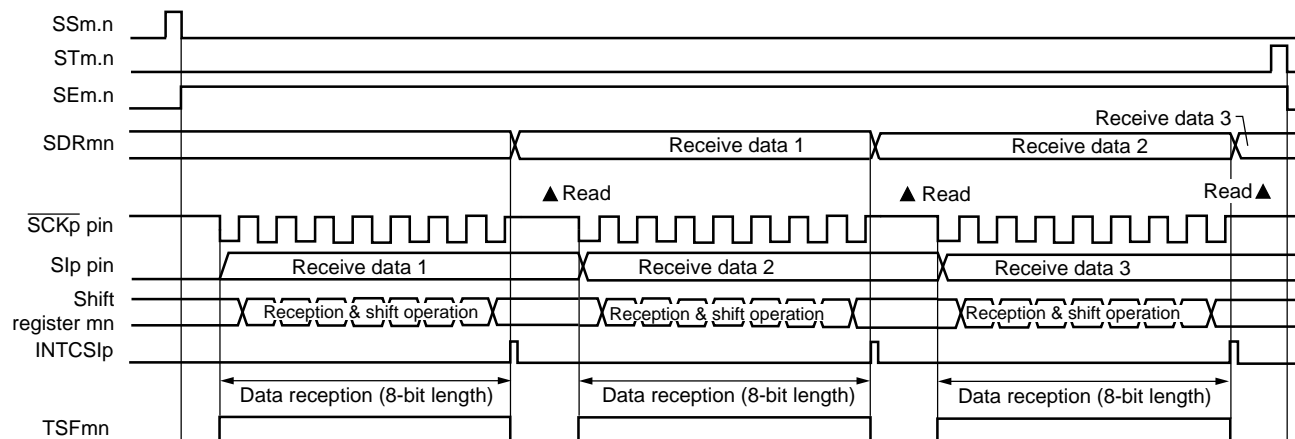 SSm.n
STm.n
SEm.n
Receive data 3
SDRmn
Receive data 1
Receive data 2
▲ Read
▲ Read
Read ▲
SCKp pin
SIp pin
Receive data 1
Receive data 2
Receive data 3
Shift
register mn
Reception & shift operation
Reception & shift operation
Reception & shift operation
INTCSIp
Data reception (8-bit length)
Data reception (8-bit length)
Data reception (8-bit length)
TSFmn